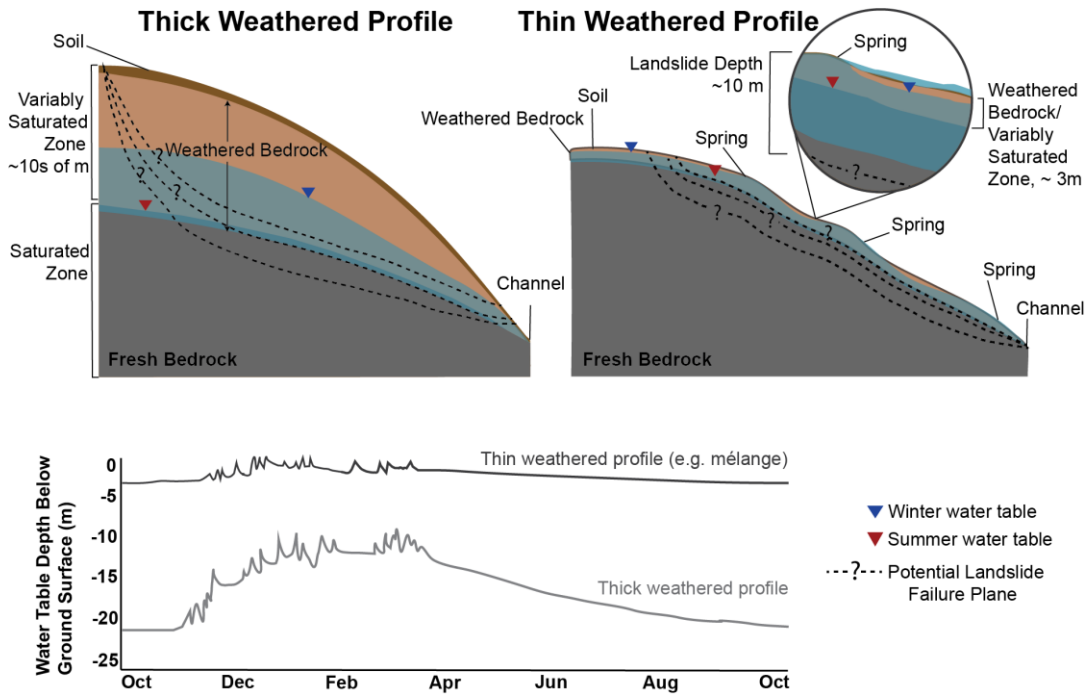 Thick Weathered Profile
Soil
Variably
Saturated
Zone
~10s of m
Weathered Bedrock
?
?
?
?
Saturated
Zone
Channel
Fresh Bedrock
Thin Weathered Profile
Landslide Depth
~10 m
Spring
Weathered
Bedrock/
Variably
Saturated
Zone, ~ 3m
?
Soil
Weathered Bedrock
Spring
?
?
?
Spring
Spring
Channel
Fresh Bedrock
Water Table Depth Below
Ground Surface (m)
0
-5
-10
-15
-20
-25
Thin weathered profile (e.g. mélange)
Thick weathered profile
Oct Dec Feb Apr Jun Aug Oct
Winter water table
Summer water table
?
Potential Landslide
Failure Plane